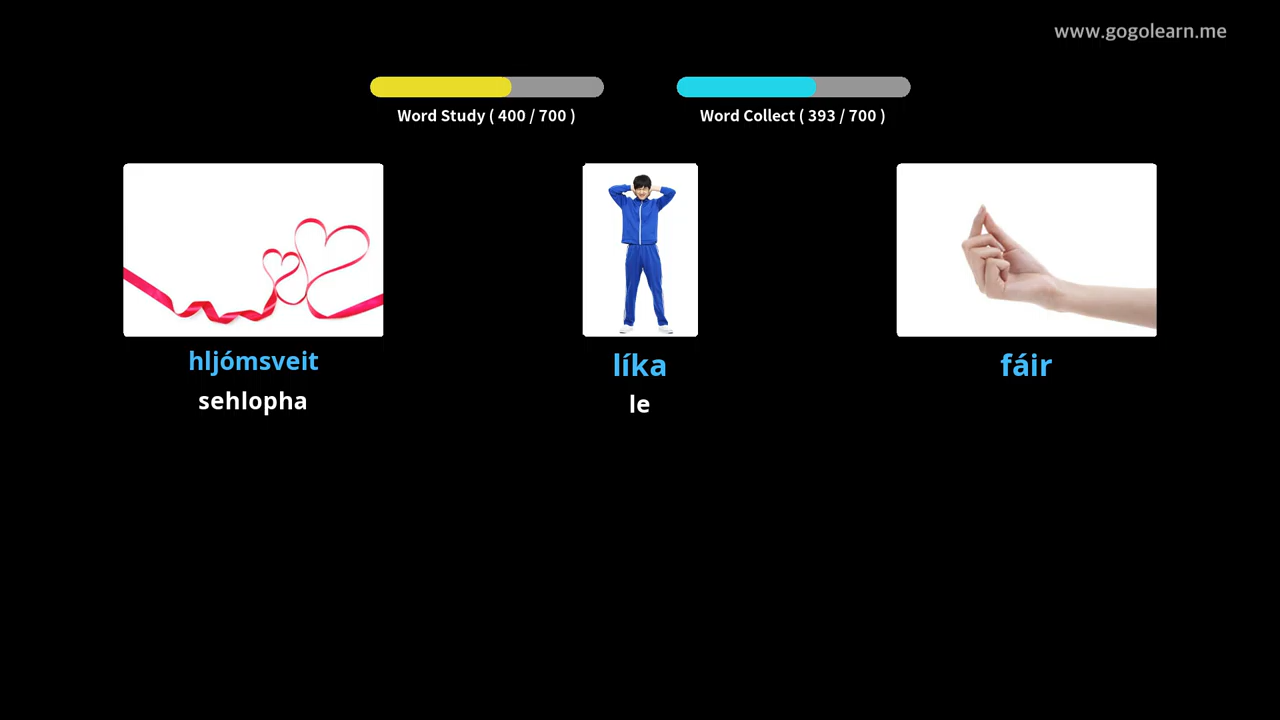 www.gogolearn.me
Word Study ( 400 / 700 )
Word Collect ( 393 / 700 )
hljómsveit
sehlopha
líka
le
fáir